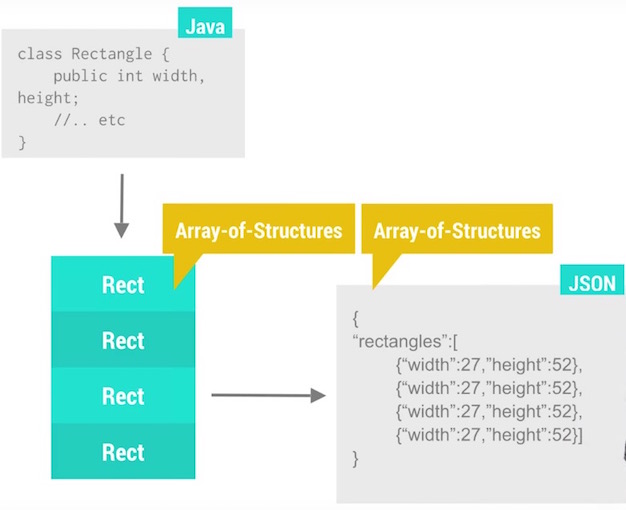 Java
class Rectangle {
public int width,
height;
//.. etc
}
Array-of-Structures
Array-of-Structures
Rect
Rect
Rect
Rect
JSON
{
“rectangles”:[
{“width”:27,”height”:52},
{“width”:27,”height”:52},
{“width”:27,”height”:52},
{“width”:27,”height”:52}]
}